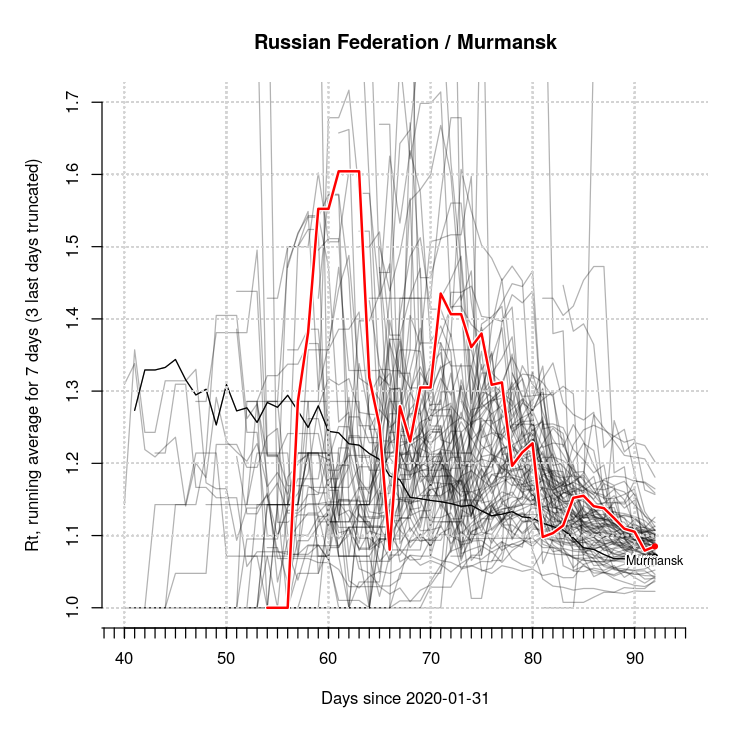 Russian Federation / Murmansk
Rt, running average for 7 days (3 last days truncated)
1.7
1.6
1.5
1.4
1.3
1.2
1.1
1.0
Murmansk
40 50 60 70 80 90
Days since 2020-01-31